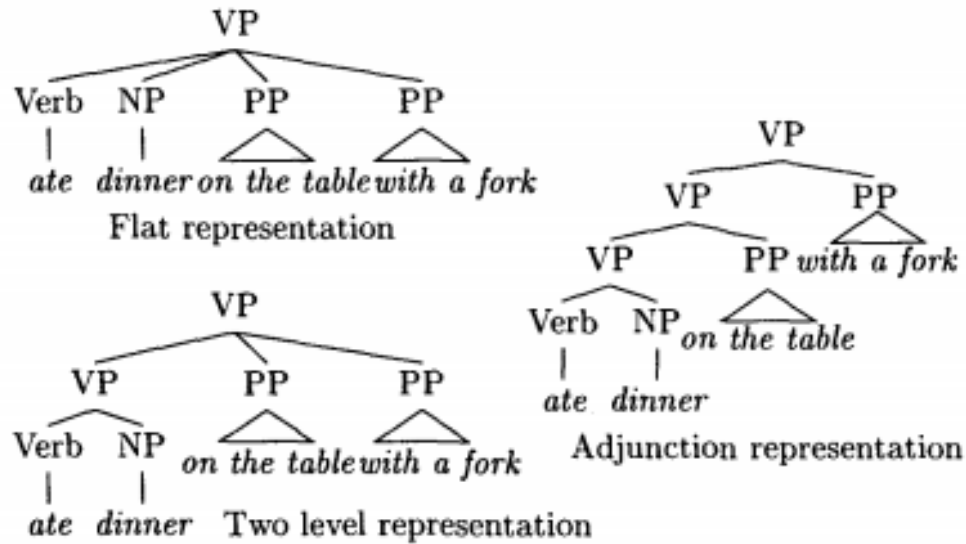 VP
Verb NP PP PP
ate dinner on the table with a fork
Flat representation
VP
VP PP PP
Verb NP on the table with a fork
ate dinner Two level representation
VP
VP PP
VP PP with a fork
Verb NP on the table
ate dinner
Adjunction representation